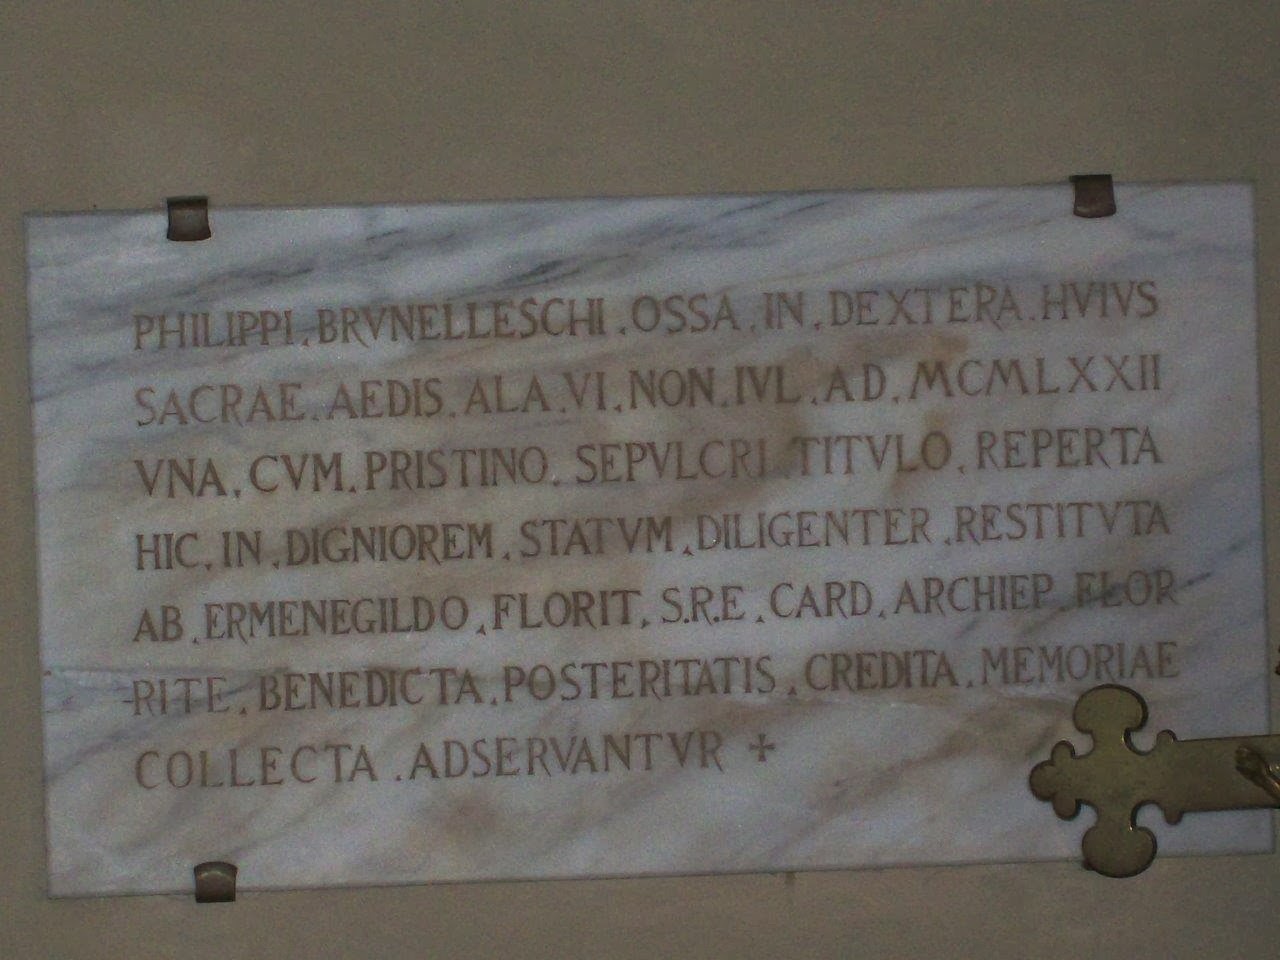 PHILIPPI.BRVNELLESCHI.OSSA.IN.DEXTERA.HVIVS
SACRAE.AEDIS.ALA.VI.NON.IVL.AD.MCMLXXII
VNA.CVM.PRISTINO.SEPVLCRI.TITVLO.REPERTA
HIC.IN.DIGNIOREM.STATVM.DILIGENTER.RESTITVTA
AB.ERMENEGILDO.FLORIT.S.R.E.CARD.ARCHIEP.FLOR
RITE.BENEDICTA.POSTERITATIS.CREDITA.MEMORIAE
COLLECTA.ADSERVANTVR +